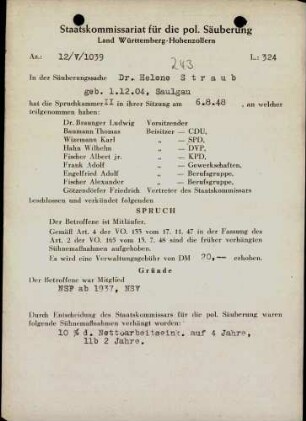 Staatskommissariat für die pol. Säuberung
Land Württemberg-Hohenzollern
Az.: 12/V/1039 L: 324
243
In der Säuberungssache Dr. Helene Straub
geb. 1.12.04, Saulgau
hat die Spruchkammer II in ihrer Sitzung am 6.8.48, an welcher
teilgenommen haben:
Dr. Braunger Ludwig Vorsitzender
Baumann Thomas Beisitzer — CDU,
Wizemann Karl „ — SPD,
Hahn Wilhelm „ — DVP,
Fischer Albert jr. „ — KPD,
Frank Adolf „ — Gewerkschaften,
Engelfried Adolf „ — Berufsgruppe,
Fischer Alexander „ — Berufsgruppe,
Götzendörfer Friedrich Vertreter des Staatskommissars
beschlossen und verkündet folgenden
SPRUCH
Der Betroffene ist Mitläufer.
Gemäß Art. 4 der VO. 133 vom 17. 11. 47 in der Fassung des
Art. 2 der VO. 165 vom 13. 7. 48 sind die früher verhängten
Sühnemaßnahmen aufgehoben.
Es wird eine Verwaltungsgebühr von DM 20,-- erhoben.
Gründe
Der Betroffene war Mitglied
NSF ab 1937, NSV
Durch Entscheidung des Staatskommissars für die pol. Säuberung waren
folgende Sühnemaßnahmen verhängt worden:
10 % d. Nettoarbeitseink. auf 4 Jahre,
11b 2 Jahre.